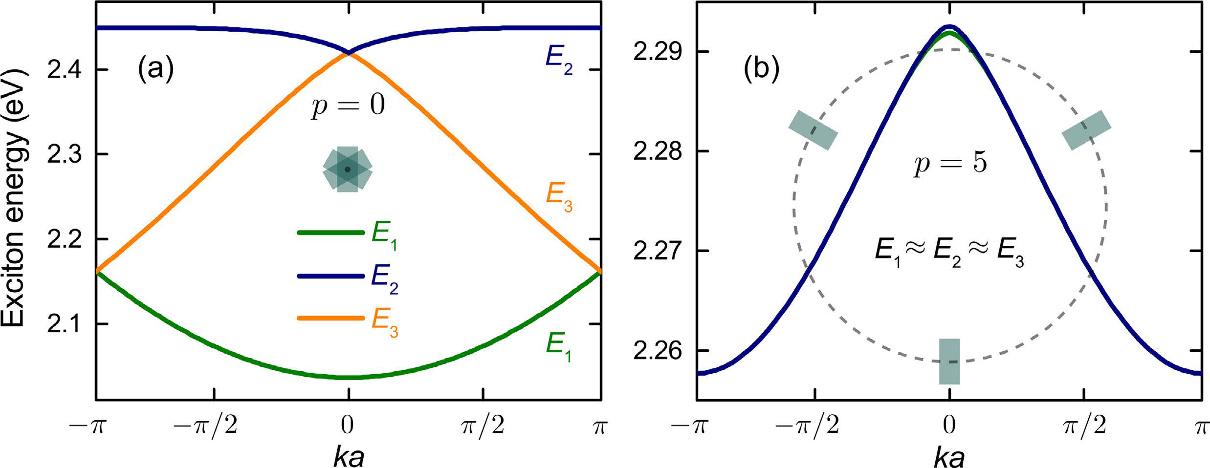 Exciton energy (eV)
2.4
2.3
2.2
2.1
(a)
p = 0
E2
E3
E1
E1
E2
E3
−π
−π/2
0
π/2
π
ka
2.29
2.28
2.27
2.26
(b)
p = 5
E1 ≈ E2 ≈ E3
−π
−π/2
0
π/2
π
ka